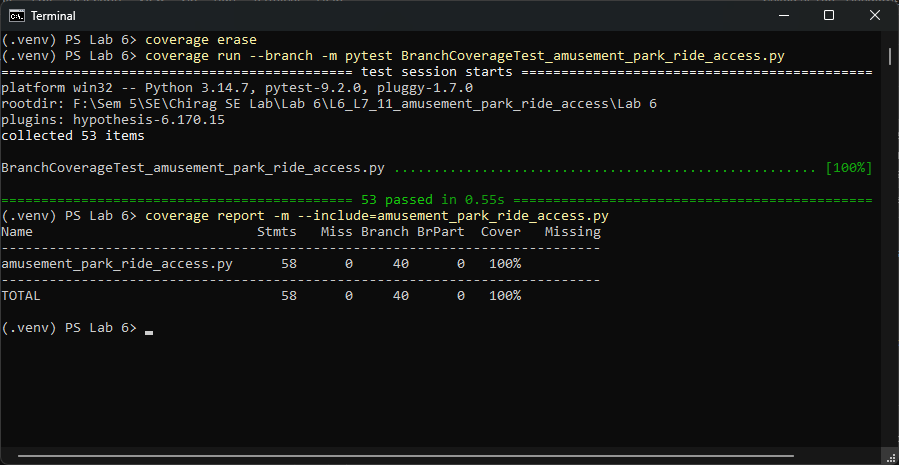 Terminal
(.venv) PS Lab 6> coverage erase
(.venv) PS Lab 6> coverage run --branch -m pytest BranchCoverageTest_amusement_park_ride_access.py
============================================ test session starts ============================================
platform win32 -- Python 3.14.7, pytest-9.2.0, pluggy-1.7.0
rootdir: F:\Sem 5\SE\Chirag SE Lab\Lab 6\L6_L7_11_amusement_park_ride_access\Lab 6
plugins: hypothesis-6.170.15
collected 53 items
BranchCoverageTest_amusement_park_ride_access.py ..................................................... [100%]
============================================ 53 passed in 0.55s =============================================
(.venv) PS Lab 6> coverage report -m --include=amusement_park_ride_access.py
Name                            Stmts   Miss Branch BrPart  Cover   Missing
---------------------------------------------------------------------------
amusement_park_ride_access.py      58      0     40      0   100%
---------------------------------------------------------------------------
TOTAL                              58      0     40      0   100%
(.venv) PS Lab 6>